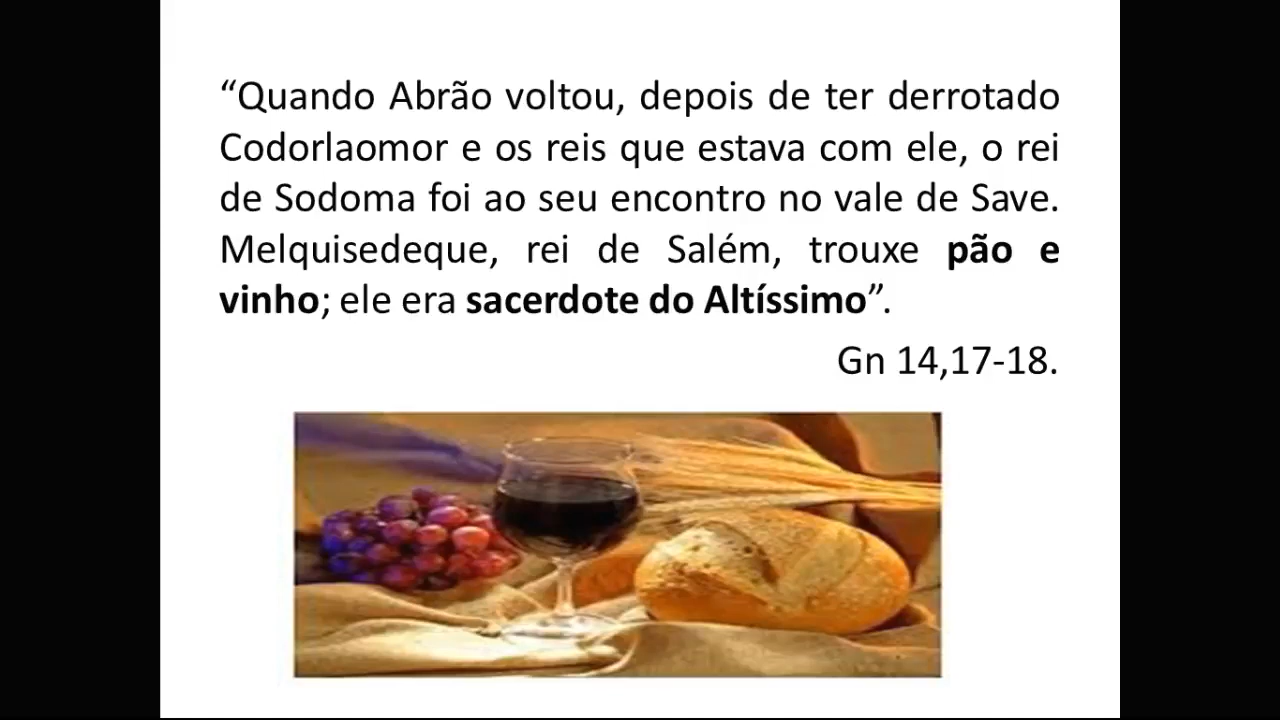 “Quando Abrão voltou, depois de ter derrotado
Codorlaomor e os reis que estava com ele, o rei
de Sodoma foi ao seu encontro no vale de Save.
Melquisedeque, rei de Salém, trouxe pão e
vinho; ele era sacerdote do Altíssimo”.
Gn 14,17-18.